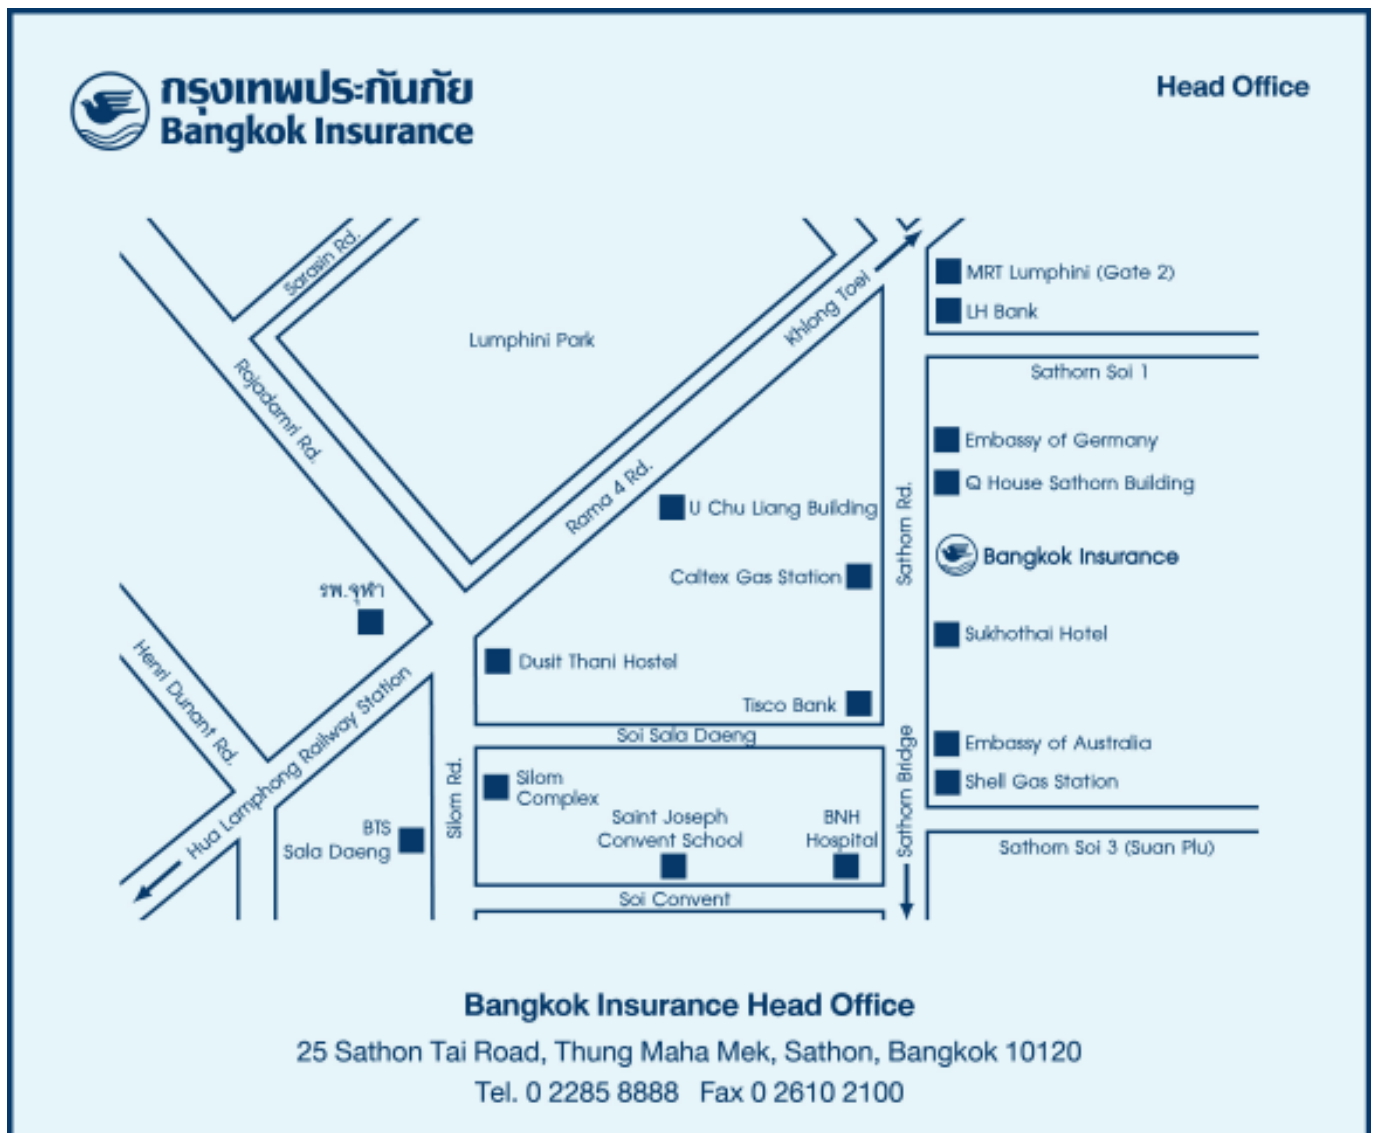 กรุงเทพประกันภัย
Bangkok Insurance
Head Office
Sarasin Rd.
Rojadamri Rd.
Lumphini Park
Khlong Toei
Rama 4 Rd.
MRT Lumphini (Gate 2)
LH Bank
Sathorn Soi 1
Embassy of Germany
Q House Sathorn Building
Sathorn Rd.
U Chu Liang Building
Bangkok Insurance
Caltex Gas Station
รพ.จุฬา
Sukhothai Hotel
Henri Dunant Rd.
Dusit Thani Hostel
Tisco Bank
Soi Sala Daeng
Hua Lamphong Railway Station
Embassy of Australia
Shell Gas Station
Sathorn Bridge
Silom Rd.
Silom
Complex
Saint Joseph
Convent School
BNH
Hospital
BTS
Sala Daeng
Sathorn Soi 3 (Suan Plu)
Soi Convent
Bangkok Insurance Head Office
25 Sathon Tai Road, Thung Maha Mek, Sathon, Bangkok 10120
Tel. 0 2285 8888 Fax 0 2610 2100